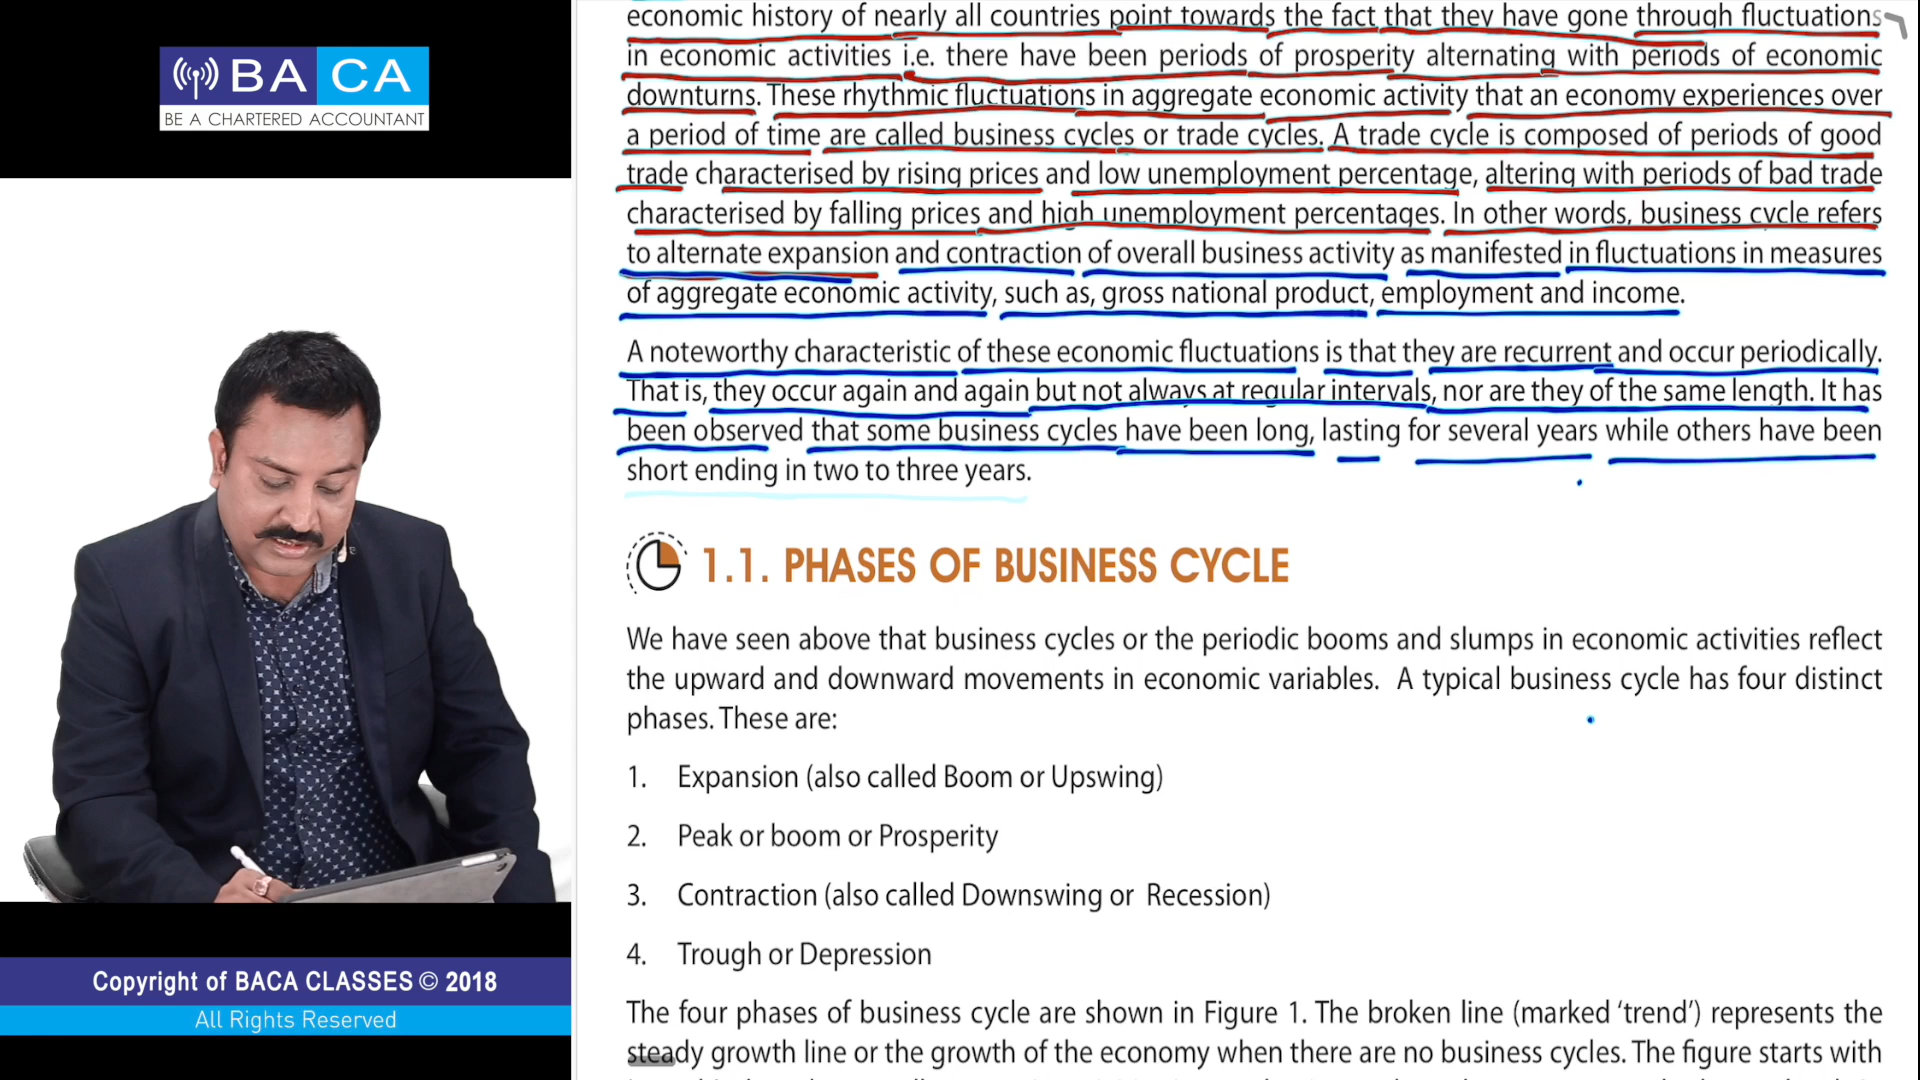 BA CA
BE A CHARTERED ACCOUNTANT
economic history of nearly all countries point towards the fact that they have gone through fluctuations
in economic activities i.e. there have been periods of prosperity alternating with periods of economic
downturns. These rhythmic fluctuations in aggregate economic activity that an economy experiences over
a period of time are called business cycles or trade cycles. A trade cycle is composed of periods of good
trade characterised by rising prices and low unemployment percentage, altering with periods of bad trade
characterised by falling prices and high unemployment percentages. In other words, business cycle refers
to alternate expansion and contraction of overall business activity as manifested in fluctuations in measures
of aggregate economic activity, such as, gross national product, employment and income.
A noteworthy characteristic of these economic fluctuations is that they are recurrent and occur periodically.
That is, they occur again and again but not always at regular intervals, nor are they of the same length. It has
been observed that some business cycles have been long, lasting for several years while others have been
short ending in two to three years.
1.1. PHASES OF BUSINESS CYCLE
We have seen above that business cycles or the periodic booms and slumps in economic activities reflect
the upward and downward movements in economic variables. A typical business cycle has four distinct
phases. These are:
1. Expansion (also called Boom or Upswing)
2. Peak or boom or Prosperity
3. Contraction (also called Downswing or Recession)
4. Trough or Depression
The four phases of business cycle are shown in Figure 1. The broken line (marked ‘trend’) represents the
steady growth line or the growth of the economy when there are no business cycles. The figure starts with
Copyright of BACA CLASSES © 2018
All Rights Reserved